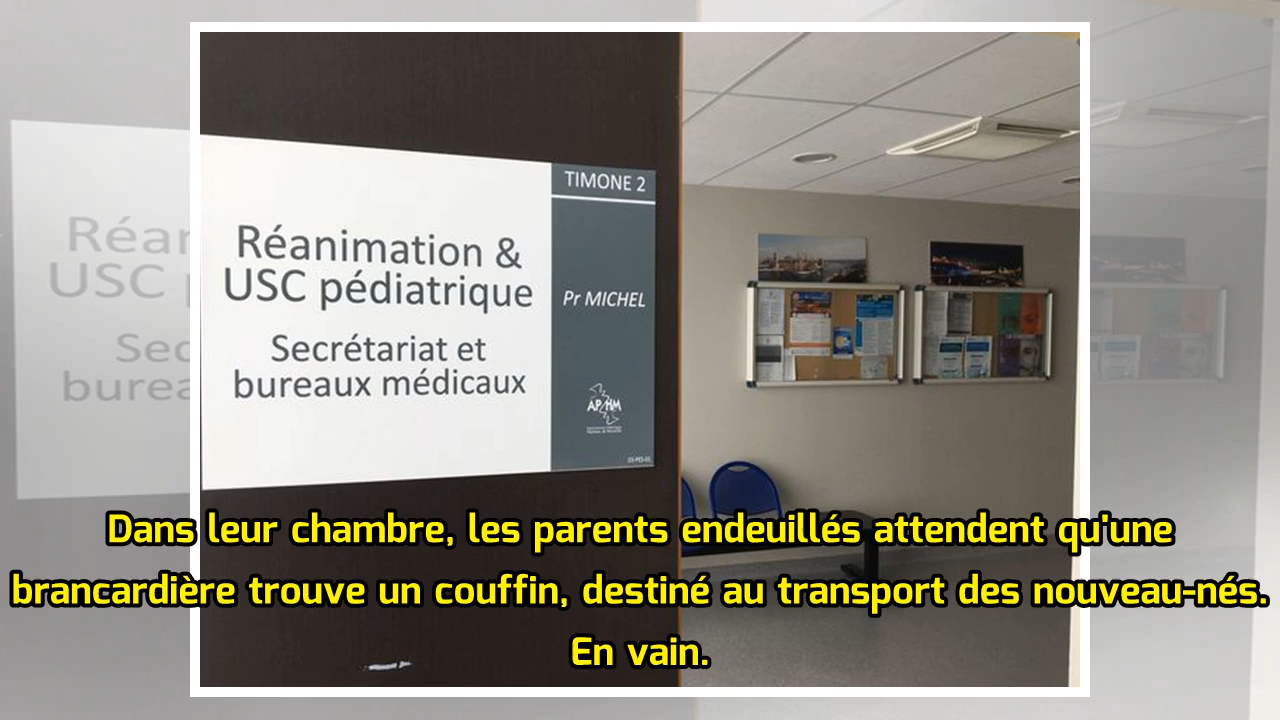 Réanimation &
USC pédiatrique
Secrétariat et
bureaux médicaux
TIMONE 2
Pr MICHEL
AP/HM
Dans leur chambre, les parents endeuillés attendent qu'une
brancardière trouve un couffin, destiné au transport des nouveau-nés.
En vain.